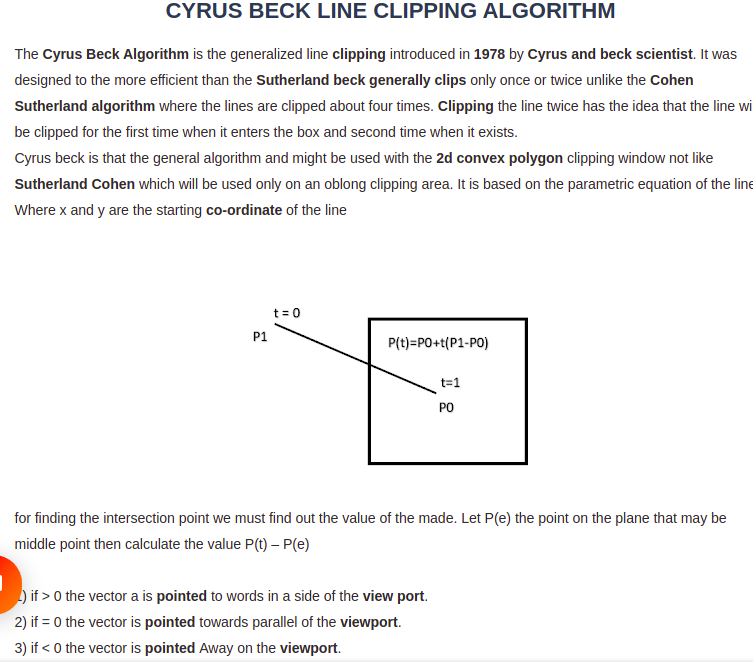 CYRUS BECK LINE CLIPPING ALGORITHM
The Cyrus Beck Algorithm is the generalized line clipping introduced in 1978 by Cyrus and beck scientist. It was
designed to the more efficient than the Sutherland beck generally clips only once or twice unlike the Cohen
Sutherland algorithm where the lines are clipped about four times. Clipping the line twice has the idea that the line wi
be clipped for the first time when it enters the box and second time when it exists.
Cyrus beck is that the general algorithm and might be used with the 2d convex polygon clipping window not like
Sutherland Cohen which will be used only on an oblong clipping area. It is based on the parametric equation of the line
Where x and y are the starting co-ordinate of the line
t = 0
P1
P(t)=P0+t(P1-P0)
t=1
P0
for finding the intersection point we must find out the value of the made. Let P(e) the point on the plane that may be
middle point then calculate the value P(t) – P(e)
) if > 0 the vector a is pointed to words in a side of the view port.
2) if = 0 the vector is pointed towards parallel of the viewport.
3) if < 0 the vector is pointed Away on the viewport.